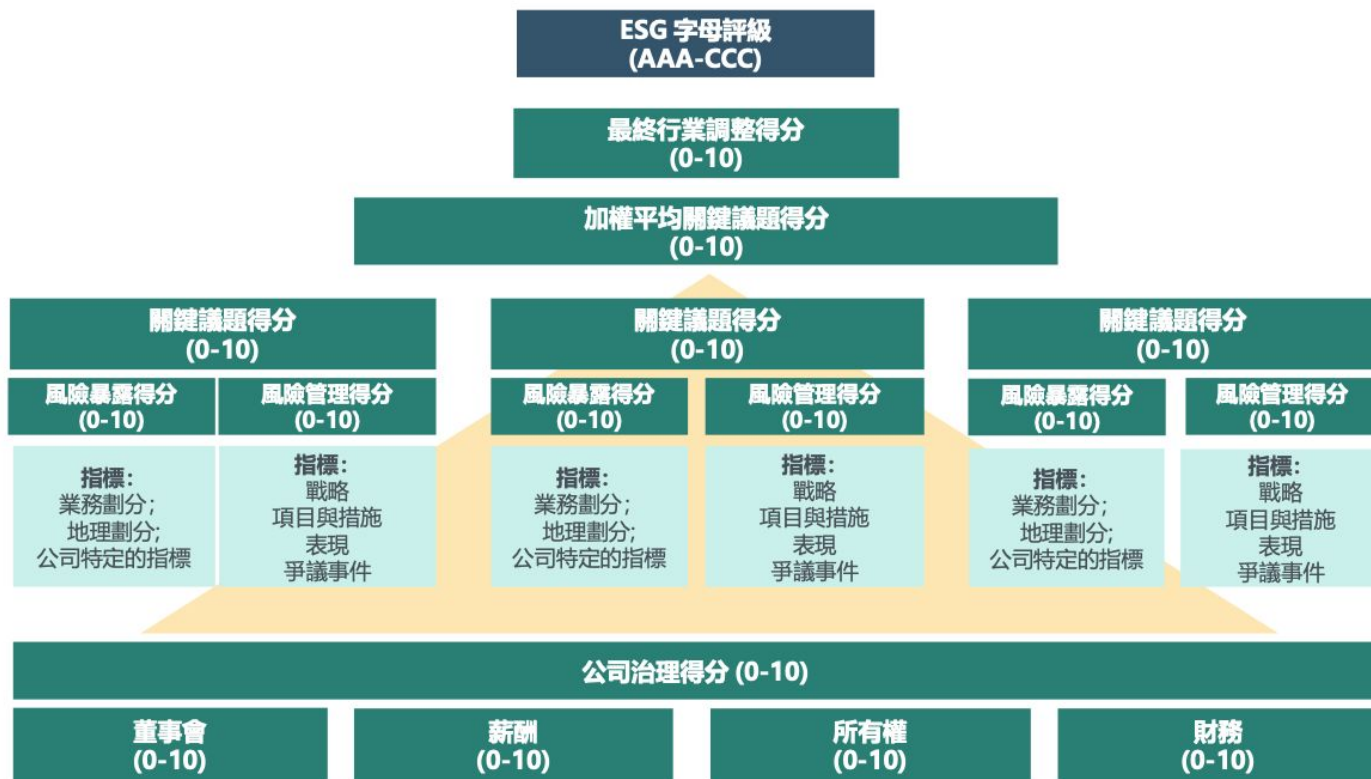 ESG 字母評級
(AAA-CCC)
最終行業調整得分
(0-10)
加權平均關鍵議題得分
(0-10)
關鍵議題得分
(0-10)
關鍵議題得分
(0-10)
關鍵議題得分
(0-10)
風險暴露得分
(0-10)
風險管理得分
(0-10)
風險暴露得分
(0-10)
風險管理得分
(0-10)
風險暴露得分
(0-10)
風險管理得分
(0-10)
指標：
業務劃分；
地理劃分；
公司特定的指標
指標：
戰略
項目與措施
表現
爭議事件
指標：
業務劃分；
地理劃分；
公司特定的指標
指標：
戰略
項目與措施
表現
爭議事件
指標：
業務劃分；
地理劃分；
公司特定的指標
指標：
戰略
項目與措施
表現
爭議事件
公司治理得分 (0-10)
董事會
(0-10)
薪酬
(0-10)
所有權
(0-10)
財務
(0-10)